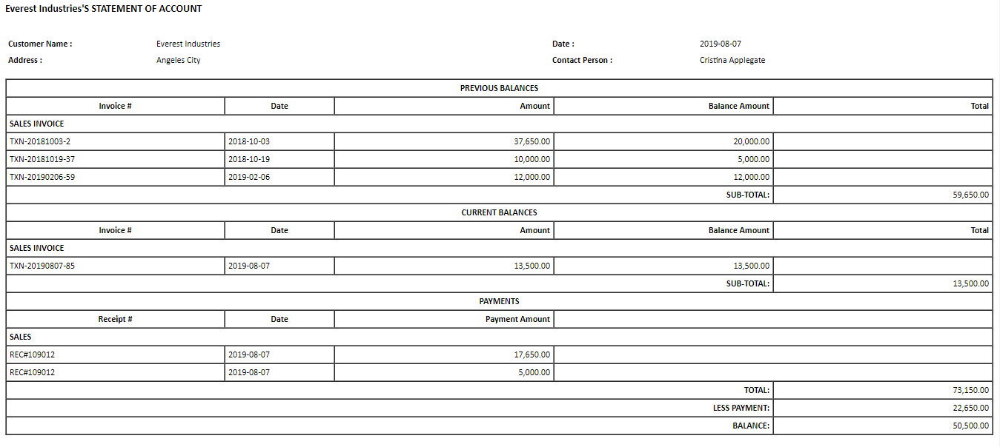 Everest Industries'S STATEMENT OF ACCOUNT
Customer Name : Everest Industries Date : 2019-08-07
Address : Angeles City Contact Person : Cristina Applegate
PREVIOUS BALANCES
Invoice # Date Amount Balance Amount Total
SALES INVOICE
TXN-20181003-2 2018-10-03 37,650.00 20,000.00
TXN-20181019-37 2018-10-19 10,000.00 5,000.00
TXN-20190206-59 2019-02-06 12,000.00 12,000.00
SUB-TOTAL: 59,650.00
CURRENT BALANCES
Invoice # Date Amount Balance Amount Total
SALES INVOICE
TXN-20190807-85 2019-08-07 13,500.00 13,500.00
SUB-TOTAL: 13,500.00
PAYMENTS
Receipt # Date Payment Amount
SALES
REC#109012 2019-08-07 17,650.00
REC#109012 2019-08-07 5,000.00
TOTAL: 73,150.00
LESS PAYMENT: 22,650.00
BALANCE: 50,500.00